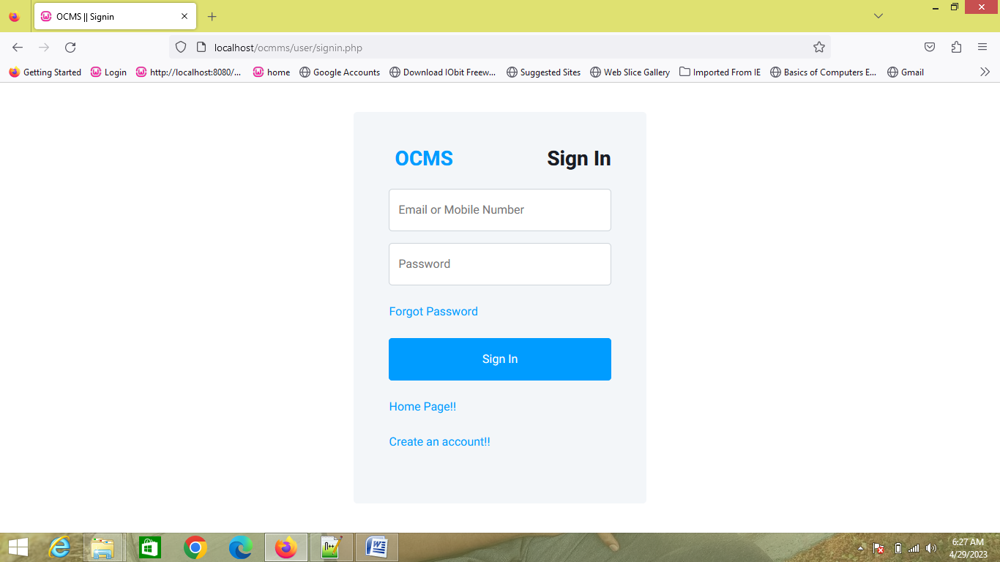 OCMS || Signin
localhost/ocmms/user/signin.php
Getting Started
Login
http://localhost:8080/...
home
Google Accounts
Download IObit Freew...
Suggested Sites
Web Slice Gallery
Imported From IE
Basics of Computers E...
Gmail
OCMS
Sign In
Email or Mobile Number
Password
Forgot Password
Sign In
Home Page!!
Create an account!!
6:27 AM
4/29/2023